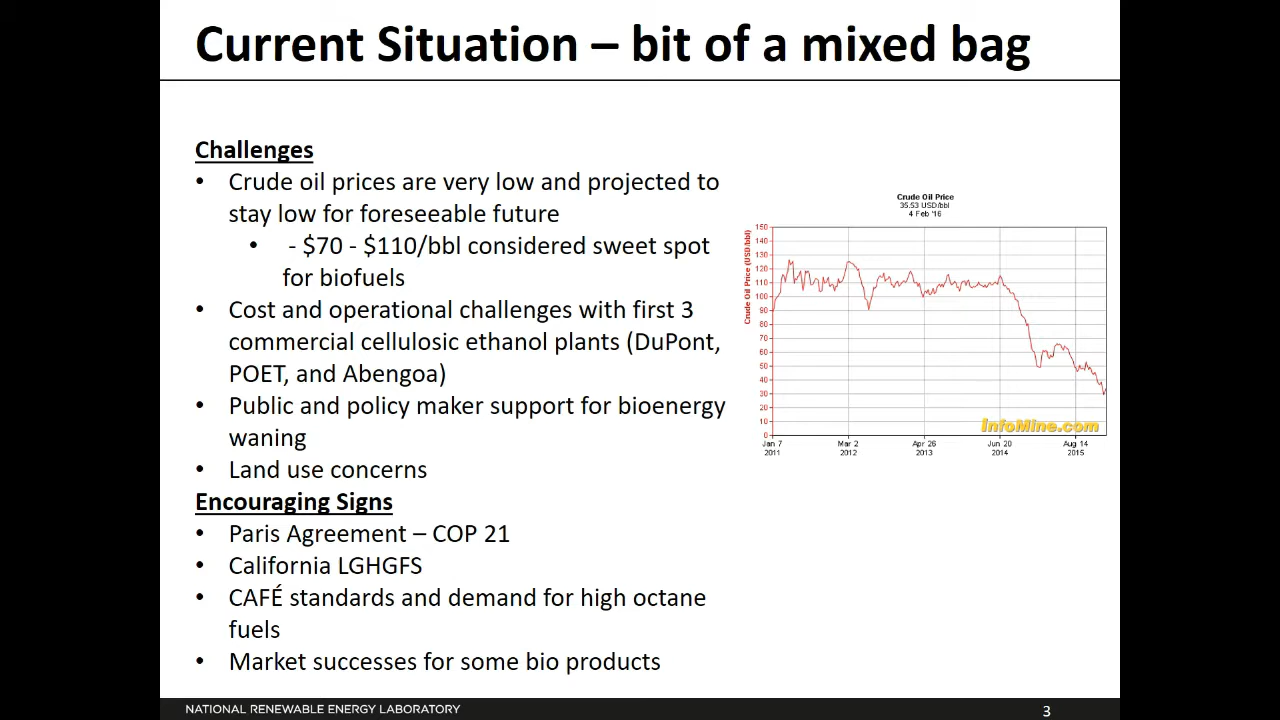 Current Situation – bit of a mixed bag
Challenges
• Crude oil prices are very low and projected to
stay low for foreseeable future
• - $70 - $110/bbl considered sweet spot
for biofuels
• Cost and operational challenges with first 3
commercial cellulosic ethanol plants (DuPont,
POET, and Abengoa)
• Public and policy maker support for bioenergy
waning
• Land use concerns
Encouraging Signs
• Paris Agreement – COP 21
• California LGHGFS
• CAFÉ standards and demand for high octane
fuels
• Market successes for some bio products
Crude Oil Price
35.53 USD/bbl
4 Feb '16
Crude Oil Price (USD/bbl)
150
140
130
120
110
100
90
80
70
60
50
40
30
20
10
0
InfoMine.com
Jan 7 Mar 2 Apr 26 Jun 20 Aug 14
2011 2012 2013 2014 2015
NATIONAL RENEWABLE ENERGY LABORATORY
3